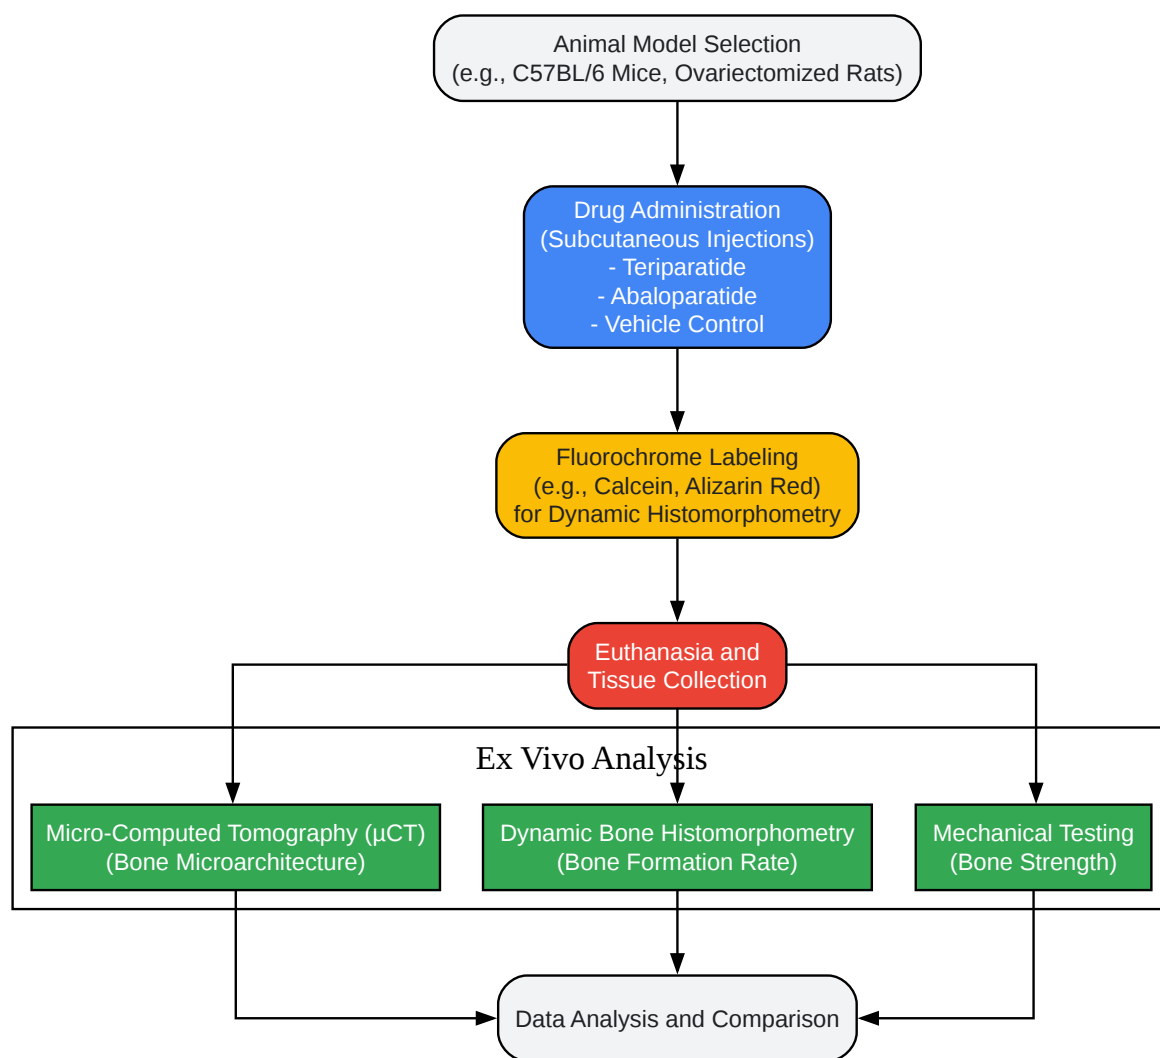 Animal Model Selection
(e.g., C57BL/6 Mice, Ovariectomized Rats)
Drug Administration
(Subcutaneous Injections)
- Teriparatide
- Abaloparatide
- Vehicle Control
Fluorochrome Labeling
(e.g., Calcein, Alizarin Red)
for Dynamic Histomorphometry
Euthanasia and
Tissue Collection
Ex Vivo Analysis
Micro-Computed Tomography (µCT)
(Bone Microarchitecture)
Dynamic Bone Histomorphometry
(Bone Formation Rate)
Mechanical Testing
(Bone Strength)
Data Analysis and Comparison